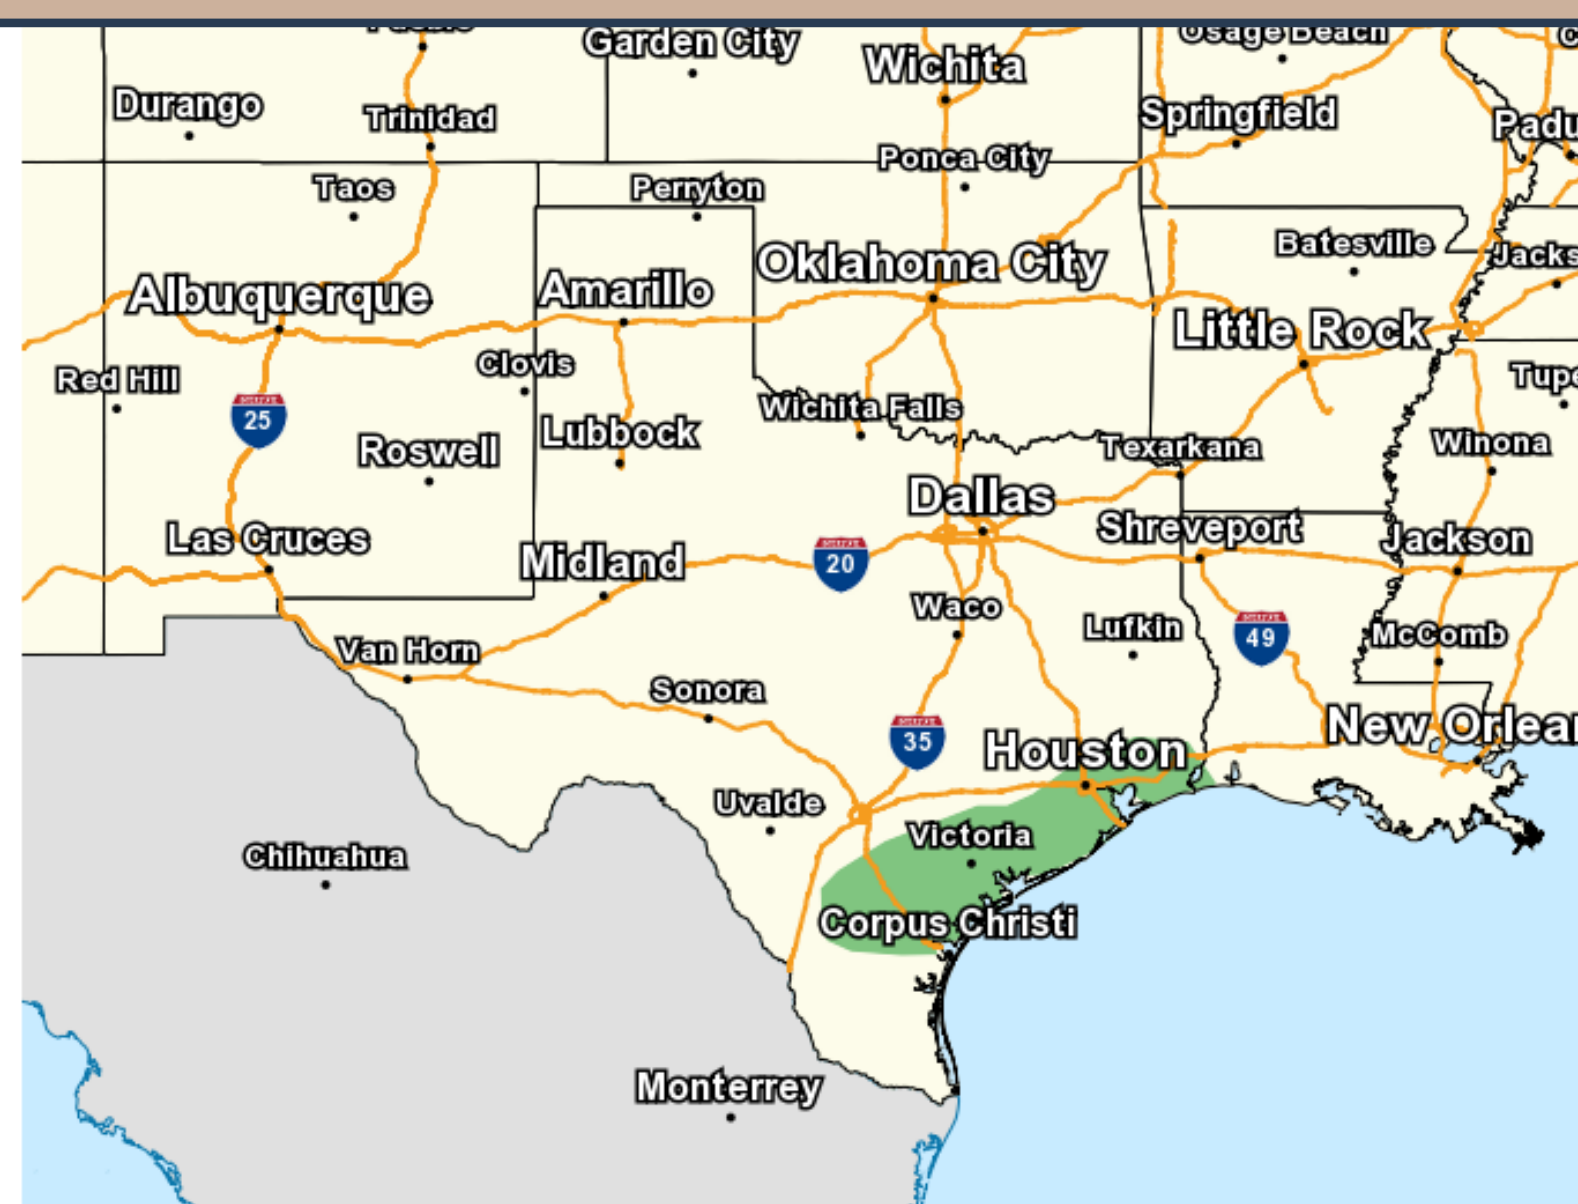 Garden City
Osage Beach
Wichita
Durango
Trinidad
Springfield
Ponca City
Taos
Perryton
Batesville
Oklahoma City
Albuquerque
Amarillo
Little Rock
Clovis
Red Hill
25
Wichita Falls
Lubbock
Roswell
Texarkana
Winona
Dallas
Shreveport
Las Cruces
Jackson
Midland
20
Waco
Lufkin
49
McComb
Van Horn
Sonora
35
Houston
New Orlean
Uvalde
Victoria
Chihuahua
Corpus Christi
Monterrey